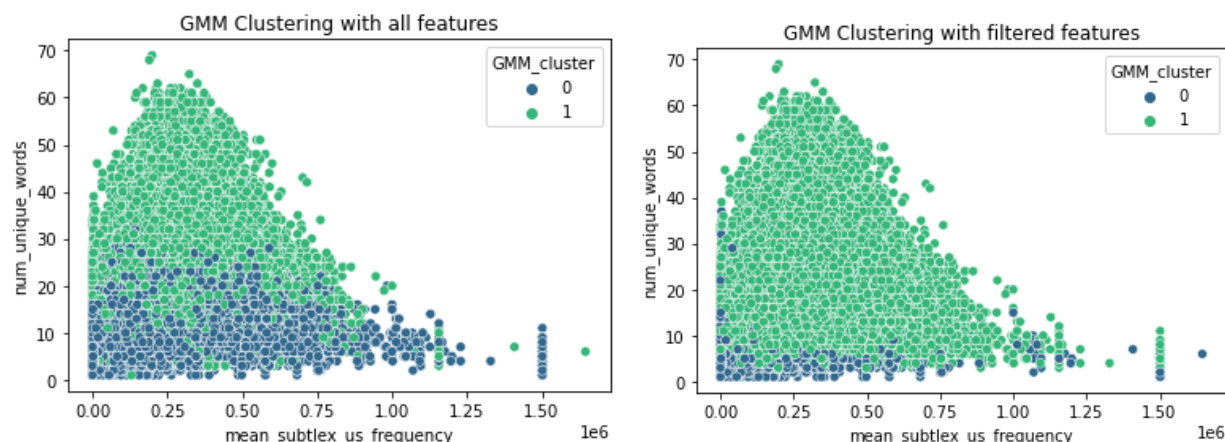 GMM Clustering with all features
70
60
50
40
30
20
10
0
num_unique_words
GMM_cluster
0
1
0.00 0.25 0.50 0.75 1.00 1.25 1.50
1e6
mean_subtlex_us_frequency
GMM Clustering with filtered features
70
60
50
40
30
20
10
0
num_unique_words
GMM_cluster
0
1
0.00 0.25 0.50 0.75 1.00 1.25 1.50
1e6
mean_subtlex_us_frequency